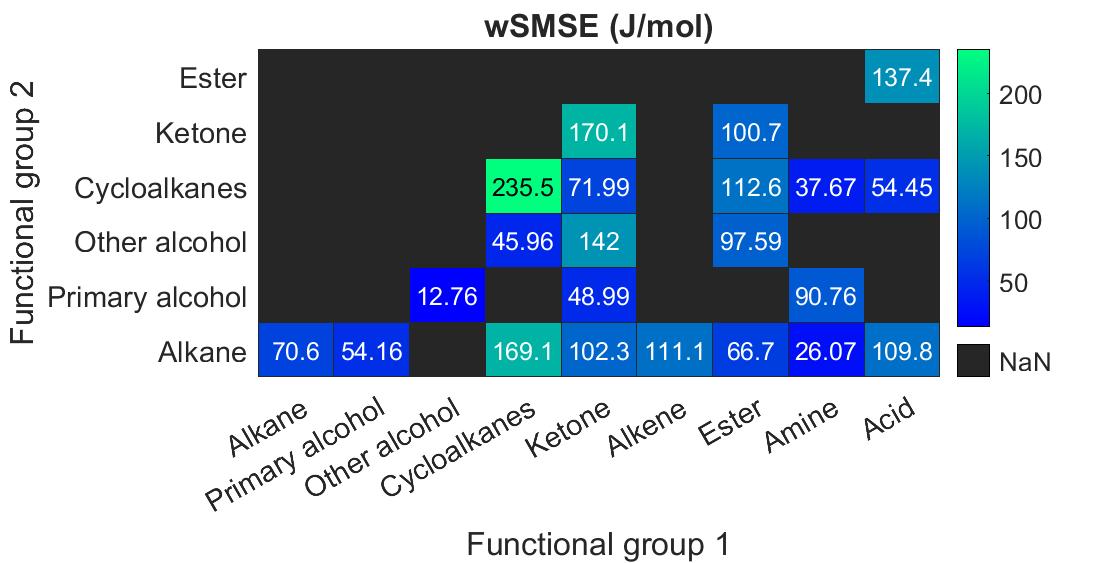 wSMSE (J/mol)
Functional group 2
Ester 137.4
Ketone 170.1 100.7
Cycloalkanes 235.5 71.99 112.6 37.67 54.45
Other alcohol 45.96 142 97.59
Primary alcohol 12.76 48.99 90.76
Alkane 70.6 54.16 169.1 102.3 111.1 66.7 26.07 109.8
Alkane Primary alcohol Other alcohol Cycloalkanes Ketone Alkene Ester Amine Acid
Functional group 1
200
150
100
50
NaN